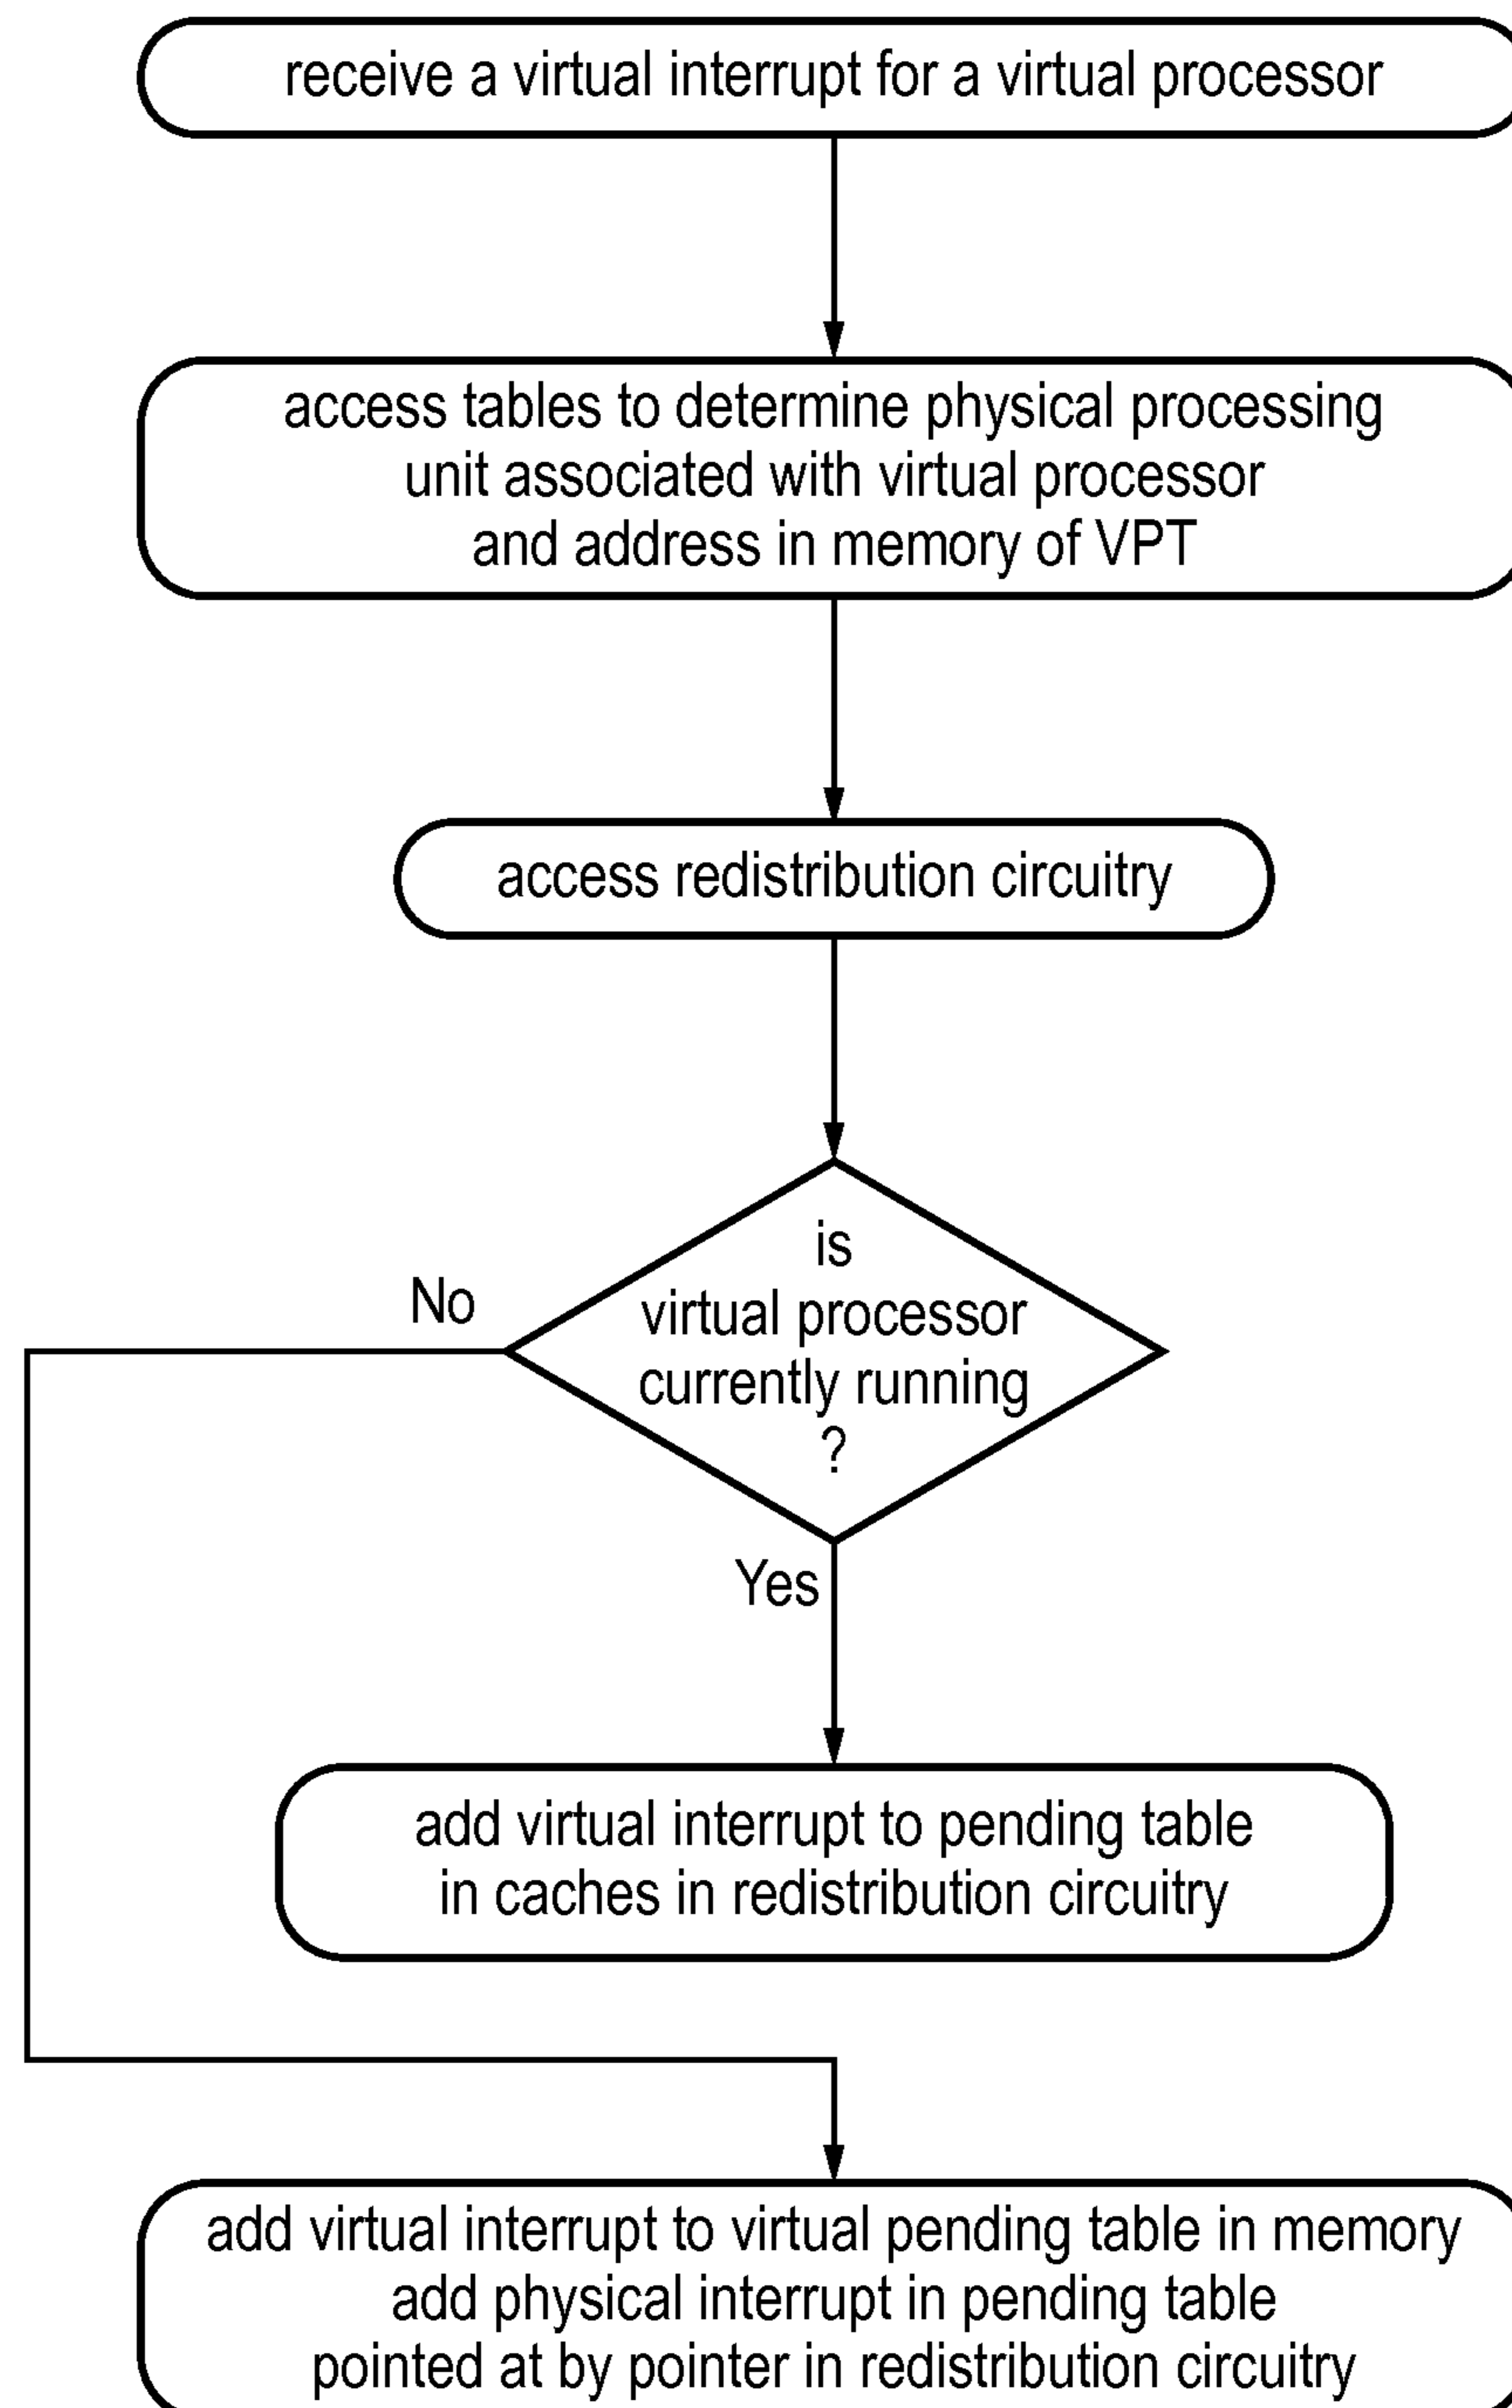 receive a virtual interrupt for a virtual processor
access tables to determine physical processing
unit associated with virtual processor
and address in memory of VPT
access redistribution circuitry
is
virtual processor
currently running
?
No
Yes
add virtual interrupt to pending table
in caches in redistribution circuitry
add virtual interrupt to virtual pending table in memory
add physical interrupt in pending table
pointed at by pointer in redistribution circuitry